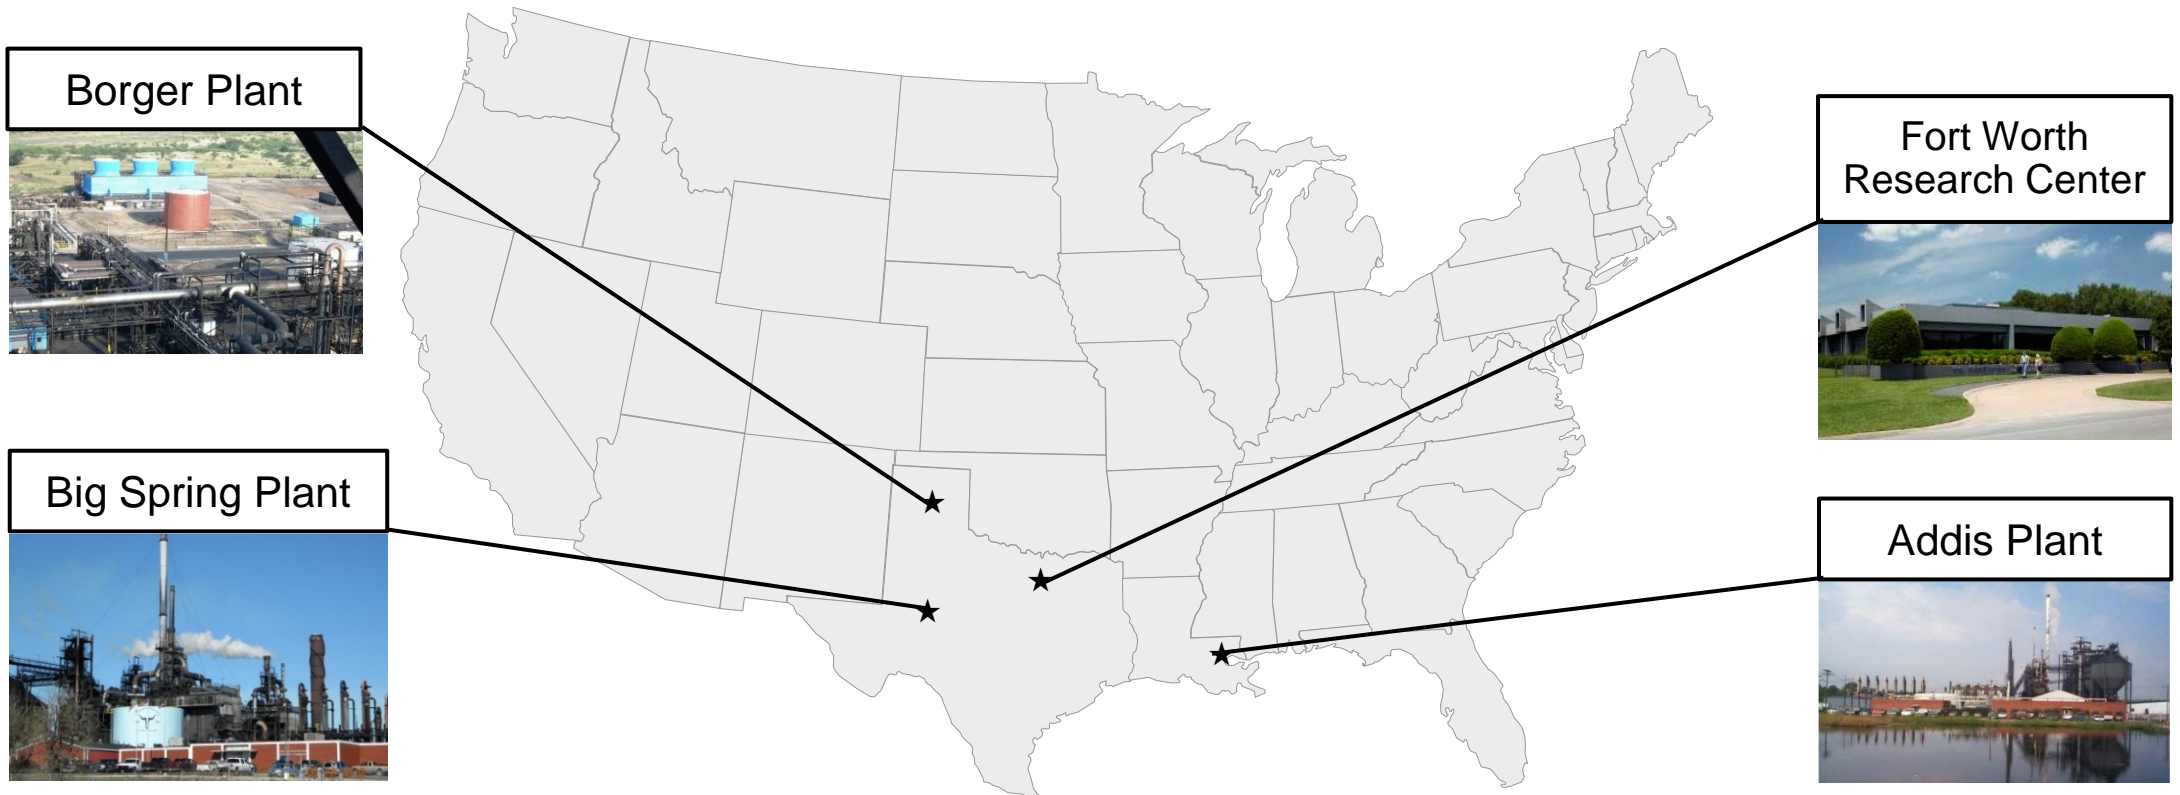 Borger Plant
Fort Worth
Research Center
Big Spring Plant
Addis Plant